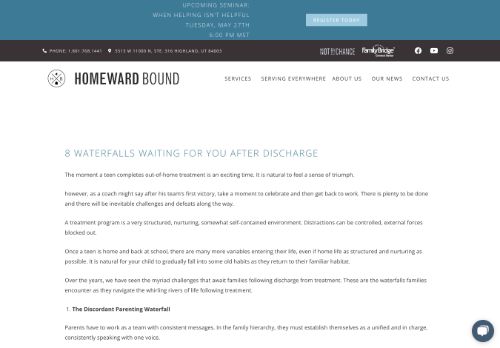 UPCOMING SEMINAR:
WHEN HELPING ISN'T HELPFUL
TUESDAY, MAY 27TH
6:00 PM MST
REGISTER TODAY
PHONE: 1.801.768.1441
5513 W 11000 N, STE. 316 HIGHLAND, UT 84003
NOT BY CHANCE
FamilyBridge
HOMEWARD BOUND
SERVICES
SERVING EVERYWHERE
ABOUT US
OUR NEWS
CONTACT US
8 WATERFALLS WAITING FOR YOU AFTER DISCHARGE
The moment a teen completes out-of-home treatment is an exciting time. It is natural to feel a sense of triumph.
however, as a coach might say after his team's first victory, take a moment to celebrate and then get back to work. There is plenty to be done
and there will be inevitable challenges and defeats along the way.
A treatment program is a very structured, nurturing, somewhat self-contained environment. Distractions can be controlled, external forces
blocked out.
Once a teen is home and back at school, there are many more variables entering their life, even if home life as structured and nurturing as
possible. It is natural for your child to gradually fall into some old habits as they return to their familiar habitat.
Over the years, we have seen the myriad challenges that await families following discharge from treatment. These are the waterfalls families
encounter as they navigate the whirling rivers of life following treatment.
1. The Discordant Parenting Waterfall
Parents have to work as a team with consistent messages. In the family hierarchy, they must establish themselves as a unified and in charge,
consistently speaking with one voice.